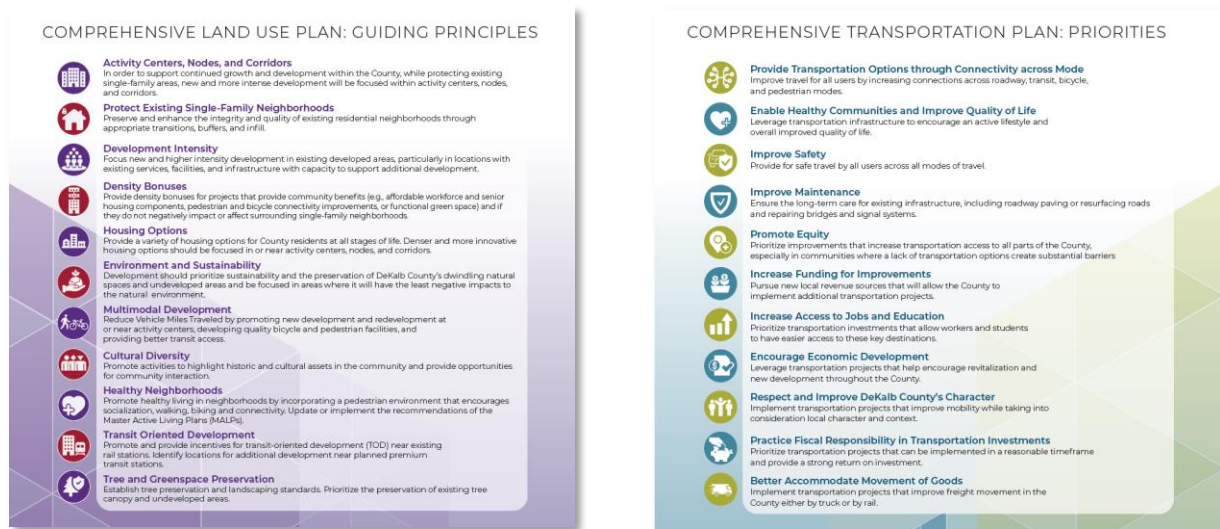 COMPREHENSIVE LAND USE PLAN: GUIDING PRINCIPLES
Activity Centers, Nodes, and Corridors
In order to support continued growth and development within the County, while protecting existing
single-family areas, new and more intense development will be focused within activity centers, nodes,
and corridors.
Protect Existing Single-Family Neighborhoods
Preserve and enhance the integrity and quality of existing residential neighborhoods through
appropriate transitions, buffers, and infill.
Development Intensity
Focus new and higher intensity development in existing developed areas, particularly in locations with
existing services, facilities, and infrastructure with capacity to support additional development.
Density Bonuses
Provide density bonuses for projects that provide community benefits (e.g., affordable workforce and senior
housing components, pedestrian and bicycle connectivity improvements, or functional green space) and if
they do not negatively impact or affect surrounding single-family neighborhoods.
Housing Options
Provide a variety of housing options for County residents at all stages of life. Denser and more innovative
housing options should be focused in or near activity centers, nodes, and corridors.
Environment and Sustainability
Development should prioritize sustainability and the preservation of DeKalb County's dwindling natural
spaces and undeveloped areas and be focused in areas where it will have the least negative impacts to
the natural environment.
Multimodal Development
Reduce Vehicle Miles Traveled by promoting new development and redevelopment at
or near activity centers, developing quality bicycle and pedestrian facilities, and
providing better transit access.
Cultural Diversity
Promote activities to highlight historic and cultural assets in the community and provide opportunities
for community interaction.
Healthy Neighborhoods
Promote healthy living in neighborhoods by incorporating a pedestrian environment that encourages
socialization, walking, biking and connectivity. Update or implement the recommendations of the
Master Active Living Plans (MALPs).
Transit Oriented Development
Promote and provide incentives for transit-oriented development (TOD) near existing
rail stations. Identify locations for additional development near planned premium
transit stations.
Tree and Greenspace Preservation
Establish tree preservation and landscaping standards. Prioritize the preservation of existing tree
canopy and undeveloped areas.
COMPREHENSIVE TRANSPORTATION PLAN: PRIORITIES
Provide Transportation Options through Connectivity across Mode
Improve travel for all users by increasing connections across roadway, transit, bicycle,
and pedestrian modes.
Enable Healthy Communities and Improve Quality of Life
Leverage transportation infrastructure to encourage an active lifestyle and
overall improved quality of life.
Improve Safety
Provide for safe travel by all users across all modes of travel.
Improve Maintenance
Ensure the long-term care for existing infrastructure, including roadway paving or resurfacing roads
and repairing bridges and signal systems.
Promote Equity
Prioritize improvements that increase transportation access to all parts of the County,
especially in communities where a lack of transportation options create substantial barriers
Increase Funding for Improvements
Pursue new local revenue sources that will allow the County to
implement additional transportation projects.
Increase Access to Jobs and Education
Prioritize transportation investments that allow workers and students
to have easier access to these key destinations.
Encourage Economic Development
Leverage transportation projects that help encourage revitalization and
new development throughout the County.
Respect and Improve DeKalb County's Character
Implement transportation projects that improve mobility while taking into
consideration local character and context.
Practice Fiscal Responsibility in Transportation Investments
Prioritize transportation projects that can be implemented in a reasonable timeframe
and provide a strong return on investment.
Better Accommodate Movement of Goods
Implement transportation projects that improve freight movement in the
County either by truck or by rail.